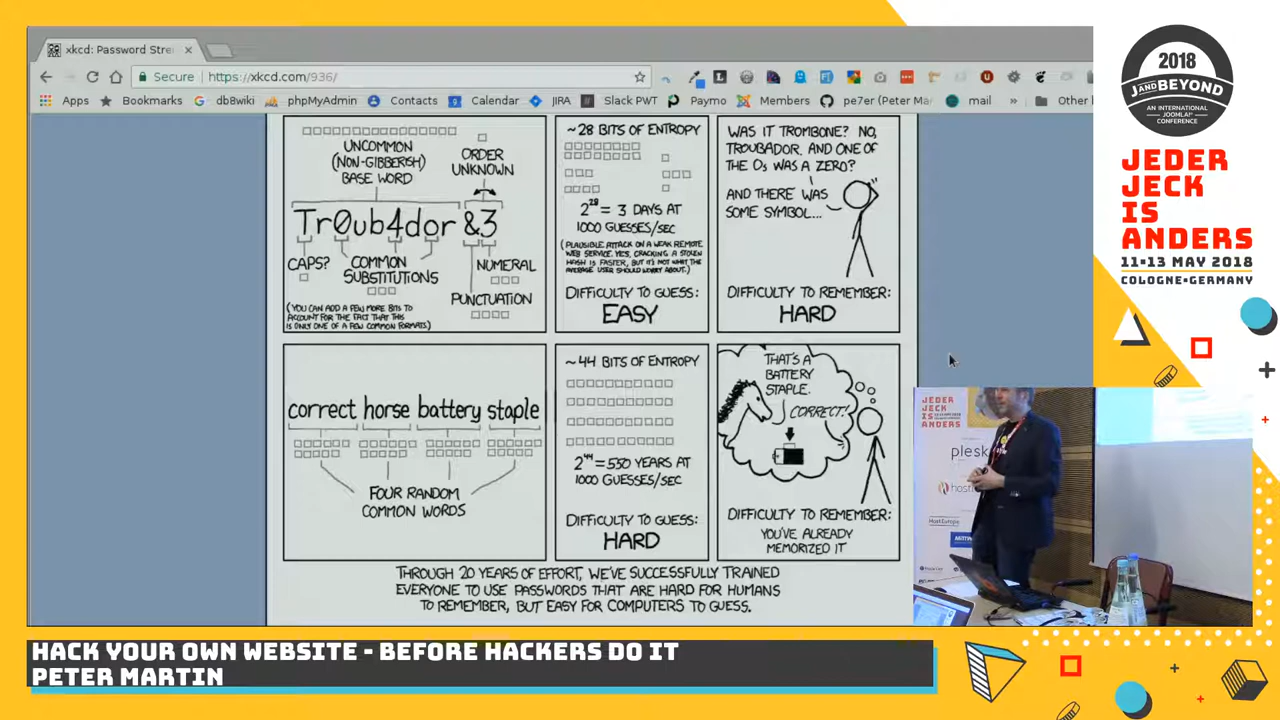 xkcd: Password Stre
Secure
https://xkcd.com/936/
Apps
Bookmarks
db8wiki
phpMyAdmin
Contacts
Calendar
JIRA
Slack PWT
Paymo
Members
pe7er (Peter Mar
mail
»
Other
UNCOMMON
(NON-GIBBERISH)
BASE WORD
ORDER
UNKNOWN
Tr0ub4dor &3
CAPS?
COMMON
SUBSTITUTIONS
NUMERAL
PUNCTUATION
(YOU CAN ADD A FEW MORE BITS TO
ACCOUNT FOR THE FACT THAT THIS
IS ONLY ONE OF A FEW COMMON FORMATS.)
~28 BITS OF ENTROPY
2^28 = 3 DAYS AT
1000 GUESSES/SEC
(PLAUSIBLE ATTACK ON A WEAK REMOTE
WEB SERVICE. YES, CRACKING A STOLEN
HASH IS FASTER, BUT IT'S NOT WHAT THE
AVERAGE USER SHOULD WORRY ABOUT.)
DIFFICULTY TO GUESS:
EASY
WAS IT TROMBONE? NO,
TROUBADOR. AND ONE OF
THE Os WAS A ZERO?
AND THERE WAS
SOME SYMBOL...
DIFFICULTY TO REMEMBER:
HARD
correct horse battery staple
FOUR RANDOM
COMMON WORDS
~44 BITS OF ENTROPY
2^44 = 550 YEARS AT
1000 GUESSES/SEC
DIFFICULTY TO GUESS:
HARD
THAT'S A
BATTERY
STAPLE.
CORRECT!
DIFFICULTY TO REMEMBER:
YOU'VE ALREADY
MEMORIZED IT
THROUGH 20 YEARS OF EFFORT, WE'VE SUCCESSFULLY TRAINED
EVERYONE TO USE PASSWORDS THAT ARE HARD FOR HUMANS
TO REMEMBER, BUT EASY FOR COMPUTERS TO GUESS.
2018
J AND BEYOND
AN INTERNATIONAL
JOOMLA!
CONFERENCE
JEDER
JECK
IS
ANDERS
11-13 MAY 2018
COLOGNE•GERMANY
JEDER
JECK IS
ANDERS
plesk
HostEurope
HACK YOUR OWN WEBSITE - BEFORE HACKERS DO IT
PETER MARTIN